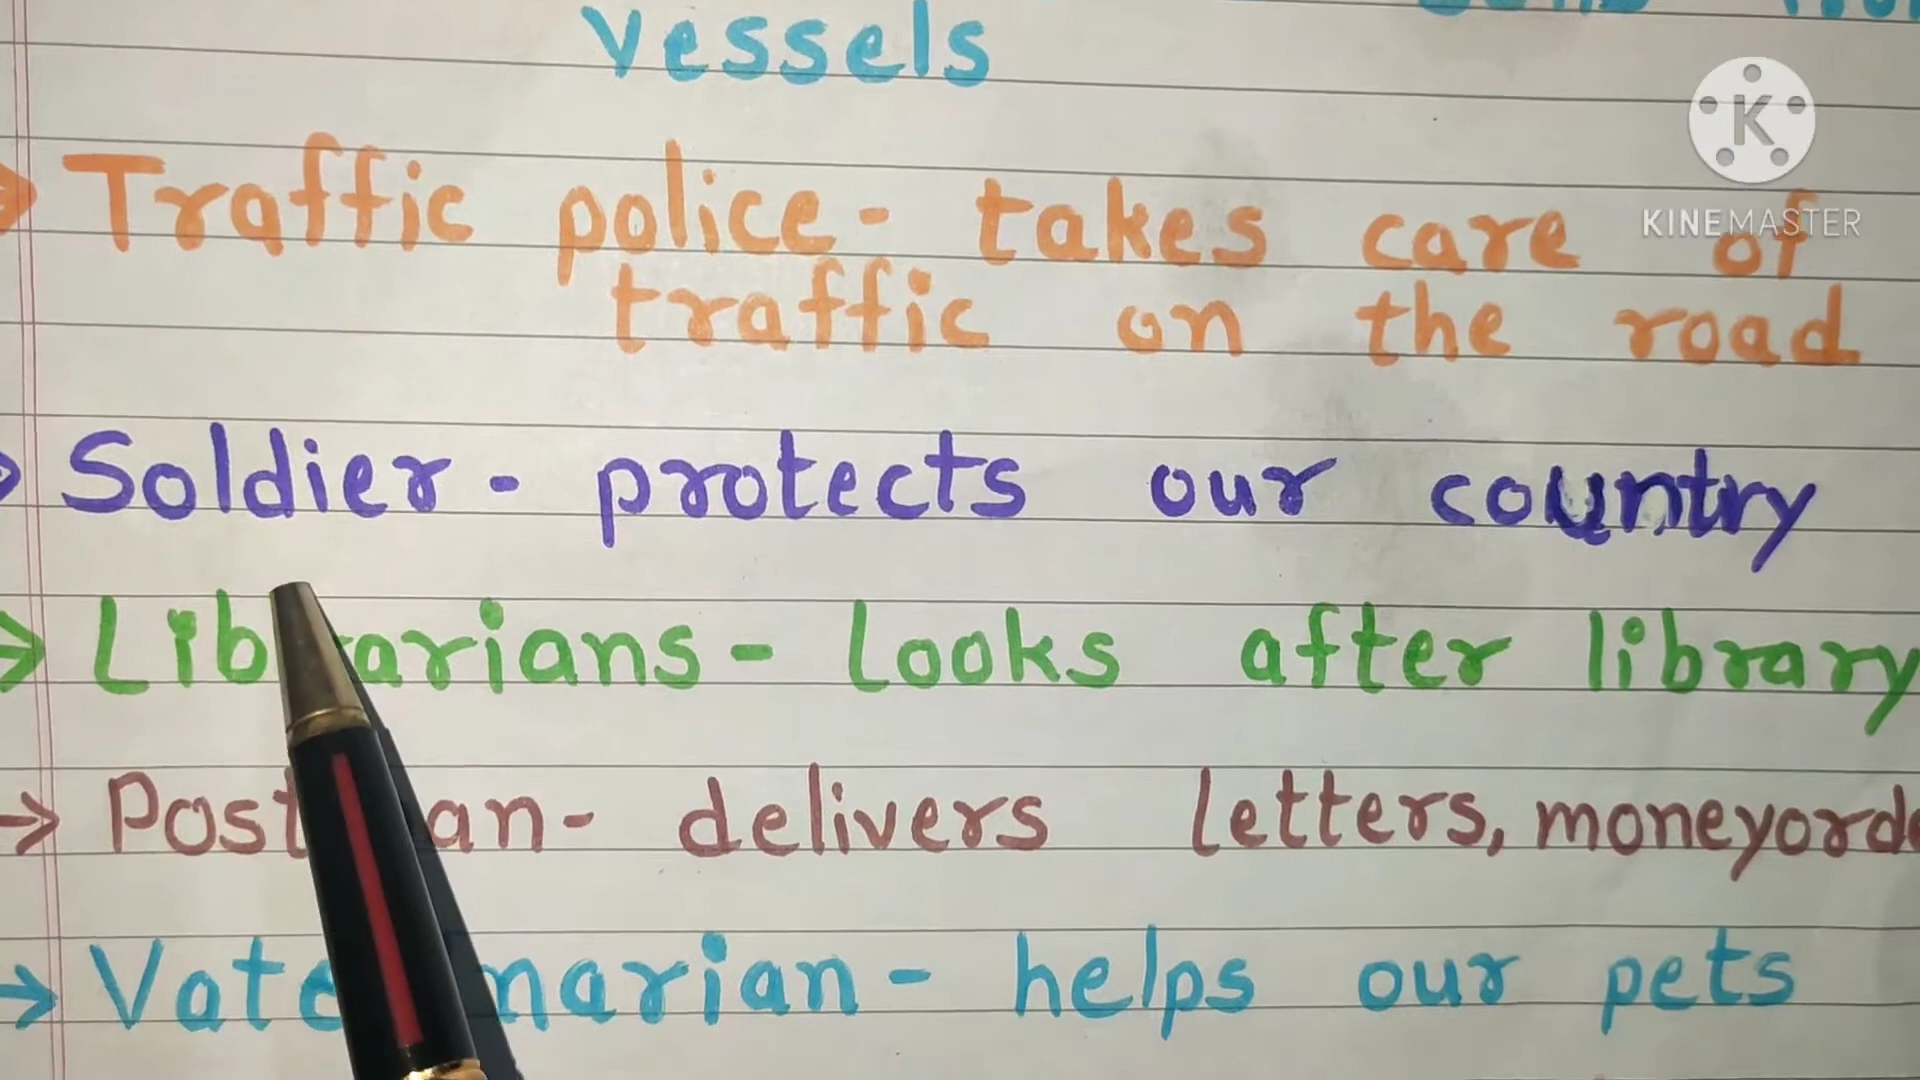 vessels
Traffic police - takes care of
traffic on the road
Soldier - protects our country
Librarians - Looks after library
Postman - delivers letters, moneyorde
helps our pets
K
KINEMASTER